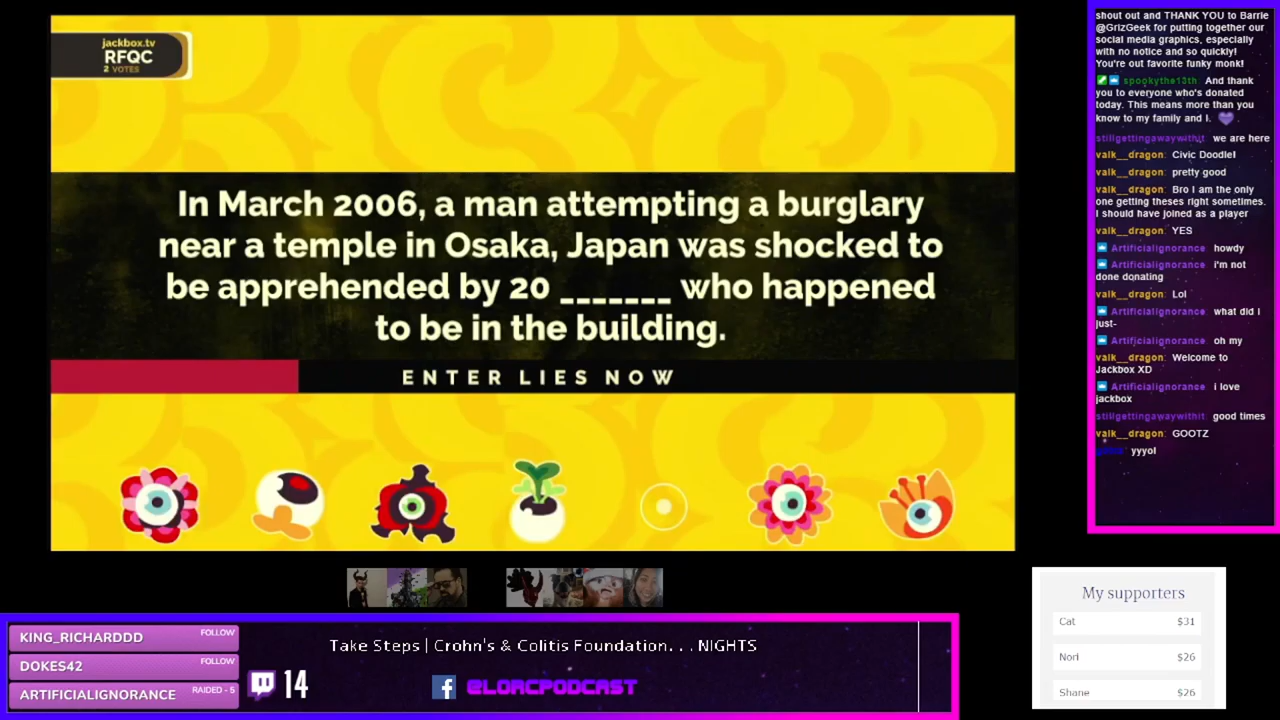 jackbox.tv
RFQC
2 VOTES
In March 2006, a man attempting a burglary
near a temple in Osaka, Japan was shocked to
be apprehended by 20 _______ who happened
to be in the building.
ENTER LIES NOW
shout out and THANK YOU to Barrie
@GrizGeek for putting together our
social media graphics, especially
with no notice and so quickly!
You're out favorite funky monk!
spookythe13th: And thank
you to everyone who's donated
today. This means more than you
know to my family and I.
stillgettingawaywithit: we are here
valk__dragon: Civic Doodle!
valk__dragon: pretty good
valk__dragon: Bro I am the only
one getting theses right sometimes.
I should have joined as a player
valk__dragon: YES
Artificialignorance: howdy
Artificialignorance: i'm not
done donating
valk__dragon: Lol
Artificialignorance: what did I
just-
Artificialignorance: oh my
valk__dragon: Welcome to
Jackbox XD
Artificialignorance: i love
jackbox
stillgettingawaywithit: good times
valk__dragon: GOOTZ
yyyol
KING_RICHARDDD FOLLOW
DOKES42 FOLLOW
ARTIFICIALIGNORANCE RAIDED - 5
14
Take Steps | Crohn's & Colitis Foundation. . . NIGHTS
@LORCPODCAST
My supporters
Cat $31
Nori $26
Shane $26